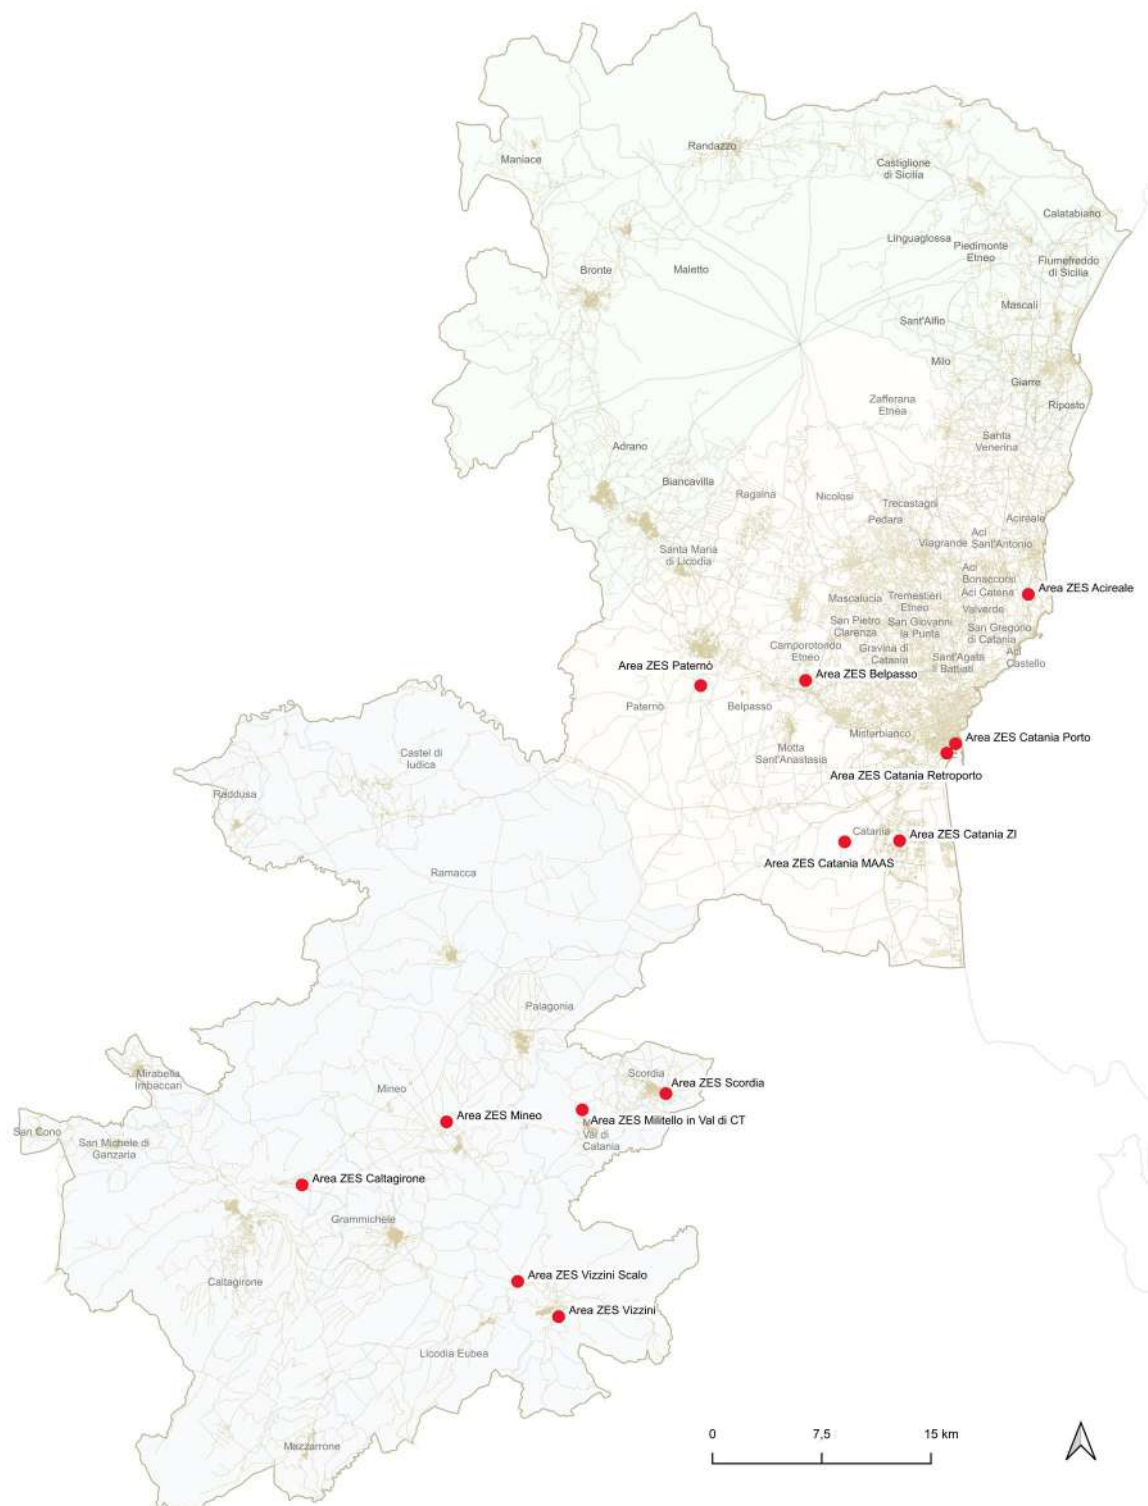 Randazzo
Maniace
Castiglione
di Sicilia
Calatabiano
Linguaglossa
Piedimonte
Etneo
Fiumefreddo
di Sicilia
Bronte
Maletto
Mascali
Sant'Alfio
Milo
Giarre
Riposto
Zafferana
Etnea
Santa
Venerina
Adrano
Biancavilla
Ragalna
Nicolosi
Trecastagni
Pedara
Acireale
Viagrande
Aci
Sant'Antonio
Santa Maria
di Licodia
Aci
Bonaccorsi
Area ZES Acireale
Aci Catena
Mascalucia
Tremestieri
Etneo
Valverde
San Pietro
Clarenza
San Giovanni
la Punta
San Gregorio
di Catania
Camporotondo
Etneo
Gravina di
Catania
Sant'Agata
li Battiati
Aci
Castello
Area ZES Paternò
Area ZES Belpasso
Paternò
Belpasso
Misterbianco
Area ZES Catania Porto
Motta
Sant'Anastasia
Area ZES Catania Retroporto
Castel di
Iudica
Raddusa
Catania
Area ZES Catania ZI
Area ZES Catania MAAS
Ramacca
Palagonia
Mirabella
Imbaccari
Scordia
Area ZES Scordia
Mineo
Area ZES Mineo
Area ZES Militello in Val di CT
Val di
Catania
San Cono
San Michele di
Ganzaria
Area ZES Caltagirone
Grammichele
Caltagirone
Area ZES Vizzini Scalo
Area ZES Vizzini
Licodia Eubea
Mazzarrone
0 7,5 15 km